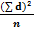 (∑ d)²
n